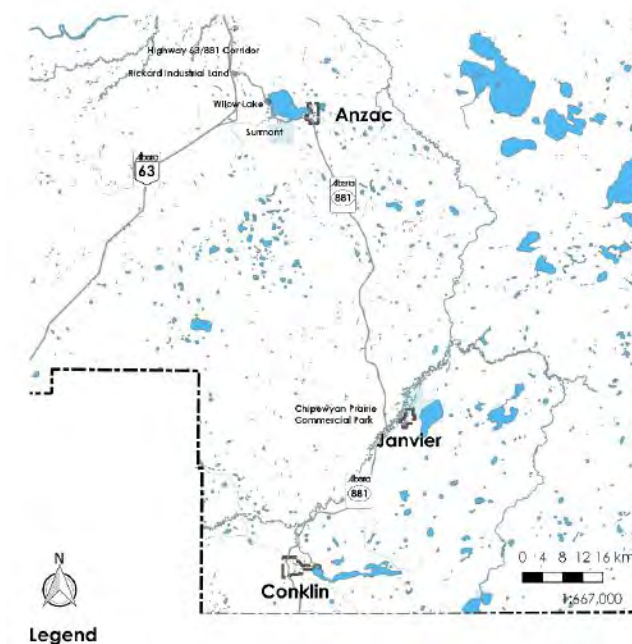 Highway 63/881 Corridor
Rickard Industrial Land
Willow Lake
Anzac
Surmont
Alberta
63
Alberta
881
Chipewyan Prairie
Commercial Park
Janvier
Alberta
881
N
0 4 8 12 16 km
Conklin
1:667,000
Legend